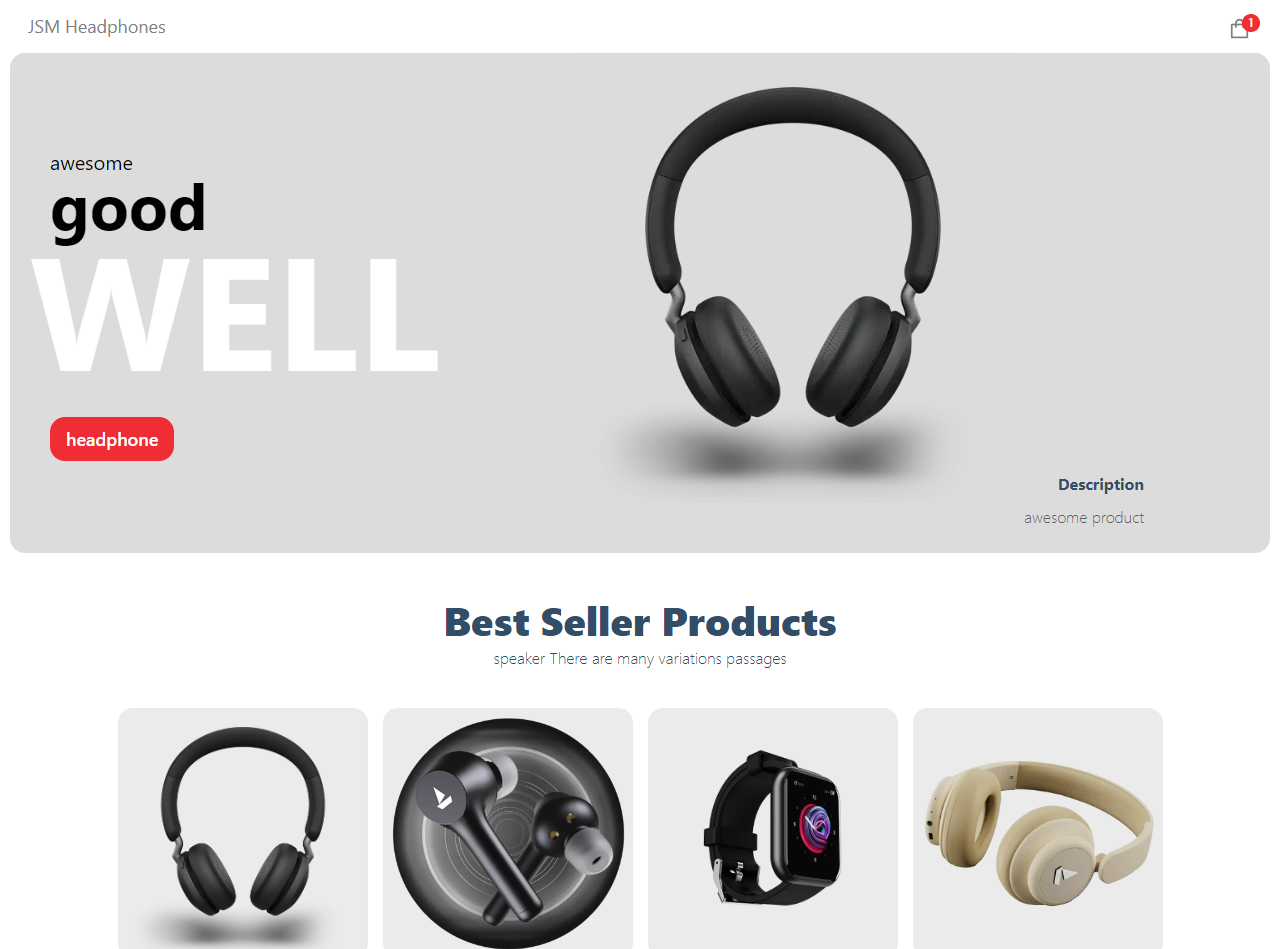 JSM Headphones
1
awesome
good
WELL
headphone
Description
awesome product
Best Seller Products
speaker There are many variations passages